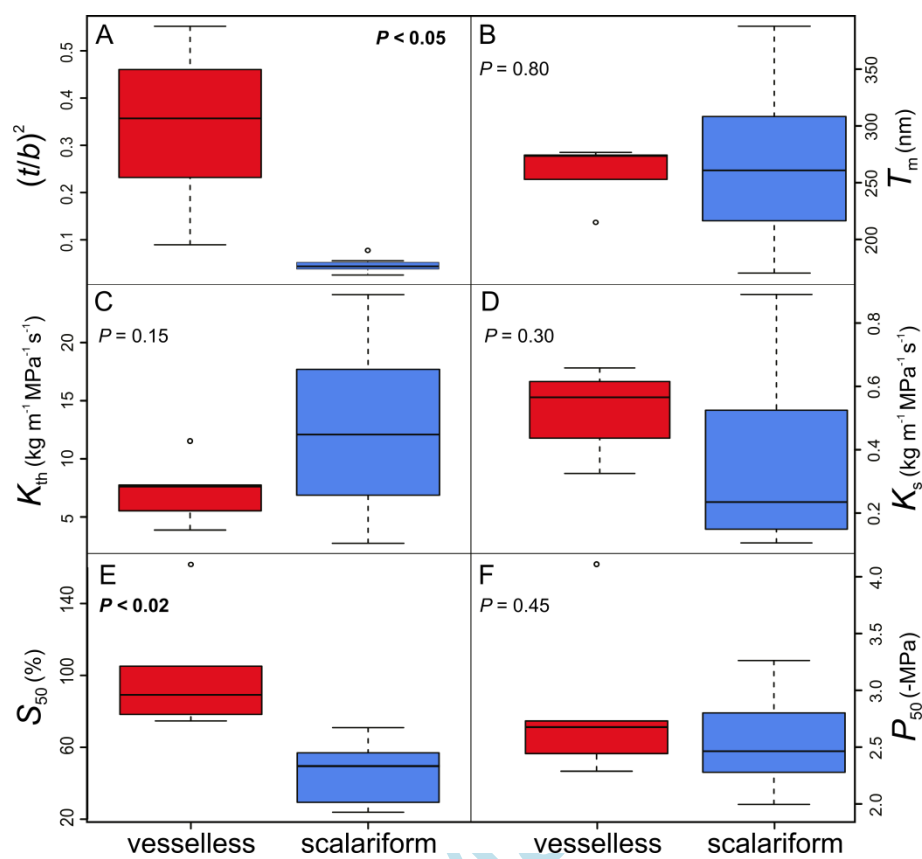 A
P < 0.05
(t/b)²
0.5
0.4
0.3
0.2
0.1
B
P = 0.80
Tₘ (nm)
350
300
250
200
C
P = 0.15
Kₜₕ (kg m⁻¹ MPa⁻¹ s⁻¹)
20
15
10
5
D
P = 0.30
Kₛ (kg m⁻¹ MPa⁻¹ s⁻¹)
0.8
0.6
0.4
0.2
E
P < 0.02
S₅₀ (%)
140
100
60
20
F
P = 0.45
P₅₀ (-MPa)
4.0
3.5
3.0
2.5
2.0
vesselless scalariform vesselless scalariform